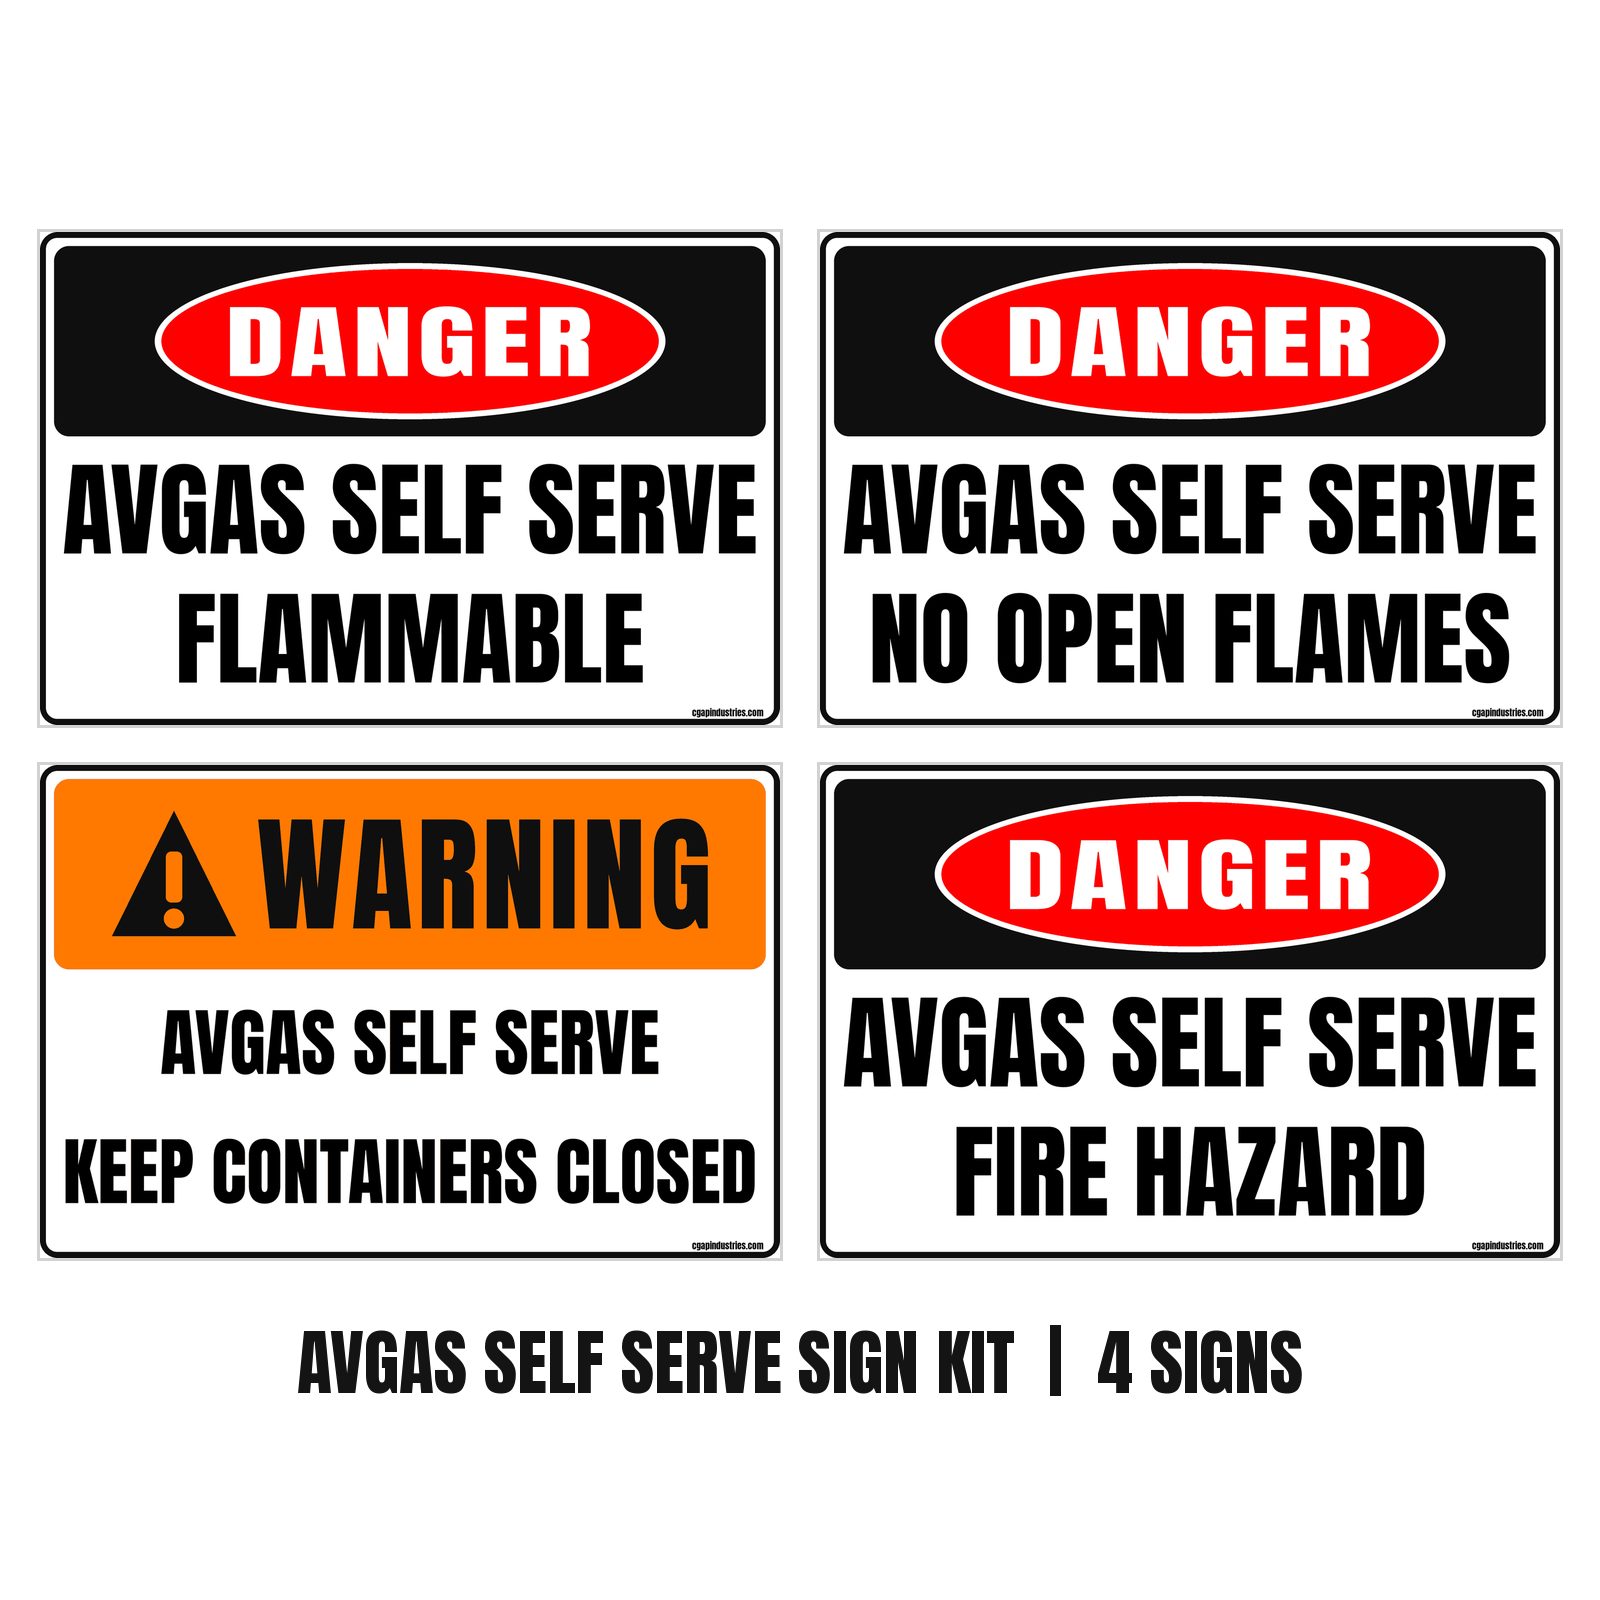 DANGER
AVGAS SELF SERVE
FLAMMABLE
cgapindustries.com
DANGER
AVGAS SELF SERVE
NO OPEN FLAMES
cgapindustries.com
WARNING
AVGAS SELF SERVE
KEEP CONTAINERS CLOSED
cgapindustries.com
DANGER
AVGAS SELF SERVE
FIRE HAZARD
cgapindustries.com
AVGAS SELF SERVE SIGN KIT | 4 SIGNS